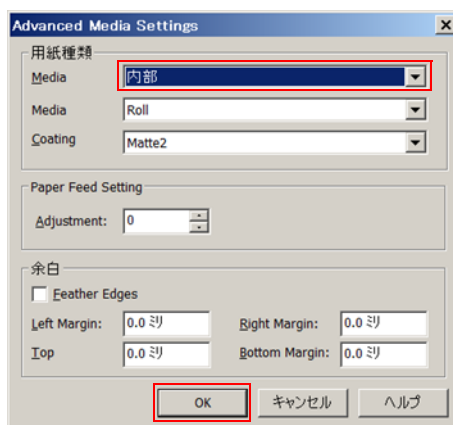 Advanced Media Settings
用紙種類
Media 内部
Media Roll
Coating Matte2
Paper Feed Setting
Adjustment: 0
余白
Feather Edges
Left Margin: 0.0 ミリ Right Margin: 0.0 ミリ
Top 0.0 ミリ Bottom Margin: 0.0 ミリ
OK キャンセル ヘルプ